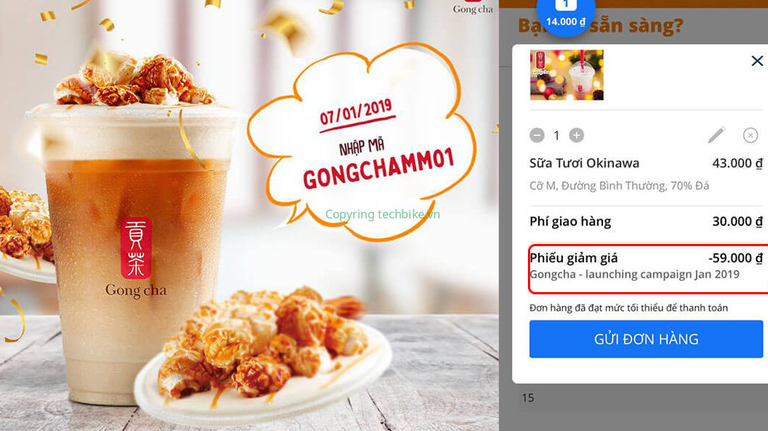 Gong cha
07/01/2019
NHẬP MÃ
GONGCHAMM01
Copyring techbike.vn
貢茶
Gong cha
1
14.000 ₫
sẵn sàng?
1
Sữa Tươi Okinawa 43.000 ₫
Cỡ M, Đường Bình Thường, 70% Đá
Phí giao hàng 30.000 ₫
Phiếu giảm giá -59.000 ₫
Gongcha - launching campaign Jan 2019
Đơn hàng đã đạt mức tối thiểu để thanh toán
GỬI ĐƠN HÀNG
15